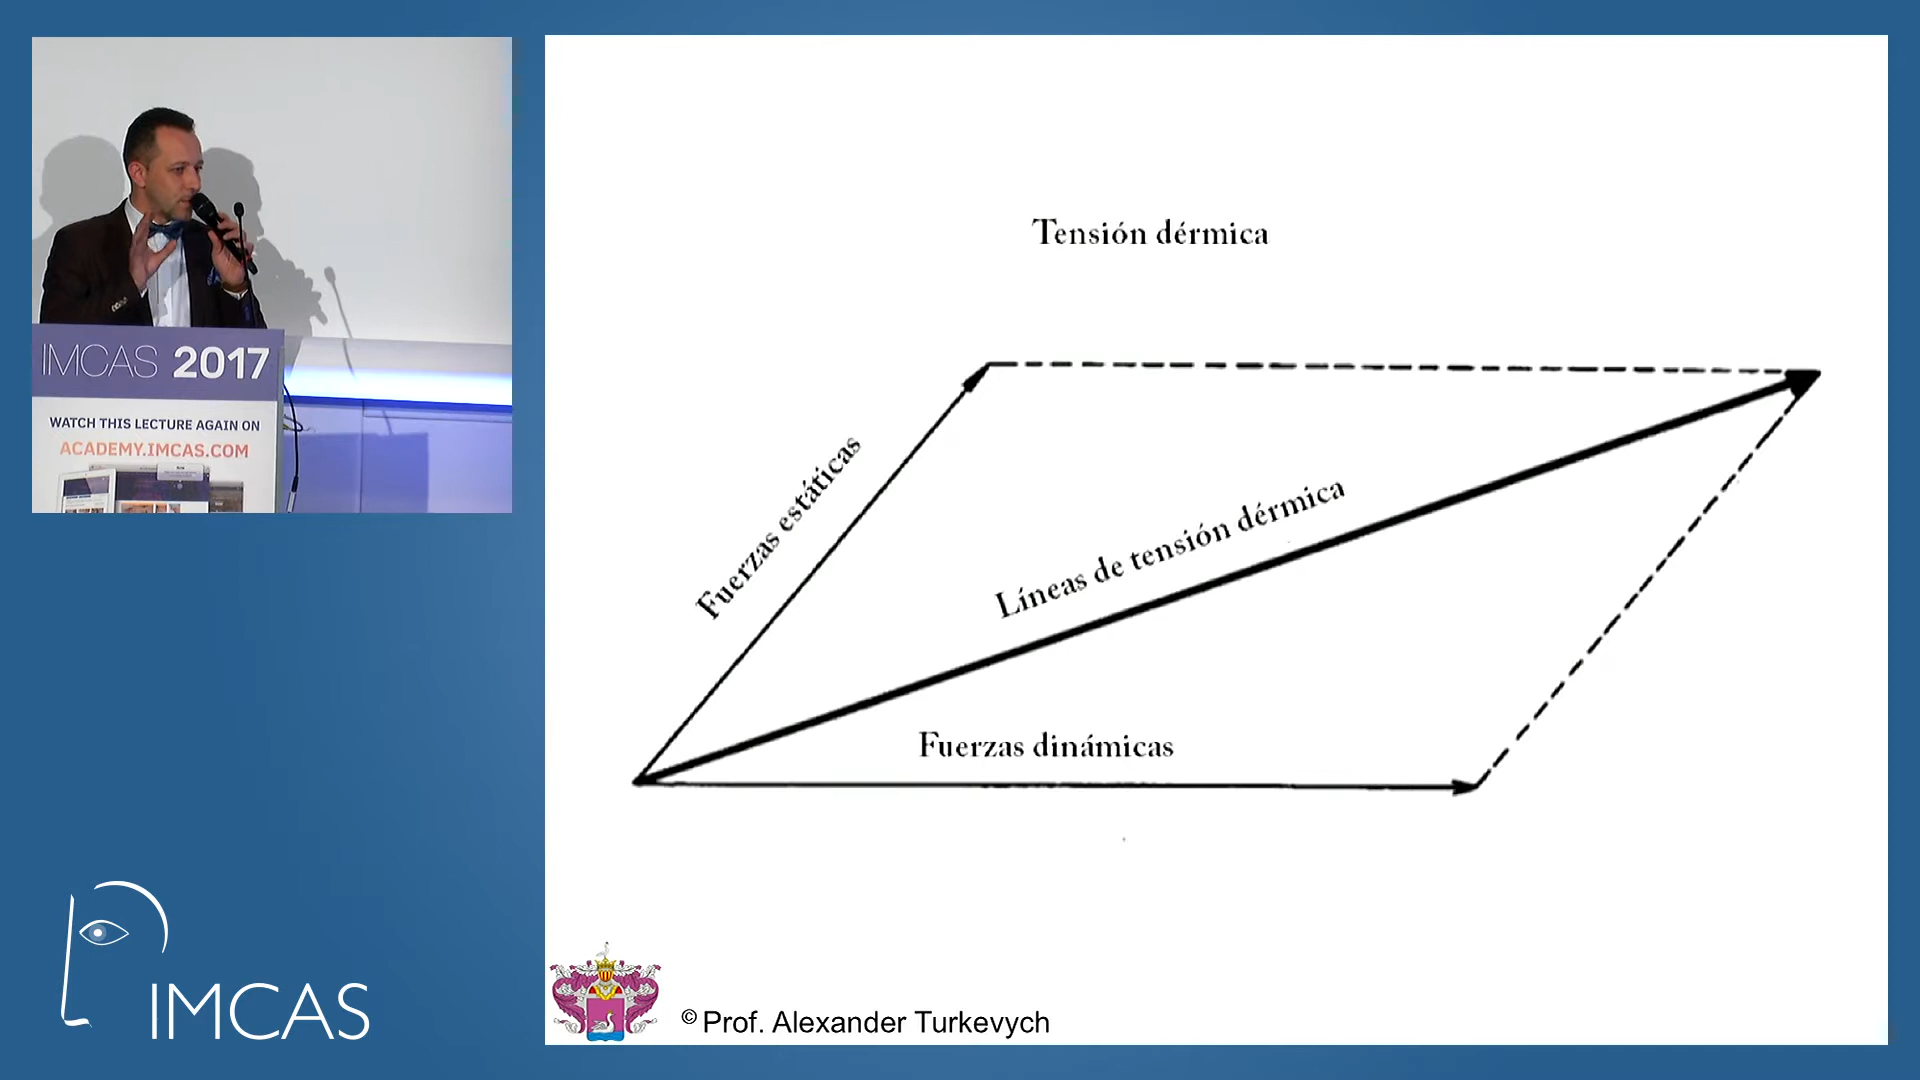 IMCAS 2017
WATCH THIS LECTURE AGAIN ON
ACADEMY.IMCAS.COM
IMCAS
Tensión dérmica
Fuerzas estáticas
Líneas de tensión dérmica
Fuerzas dinámicas
© Prof. Alexander Turkevych